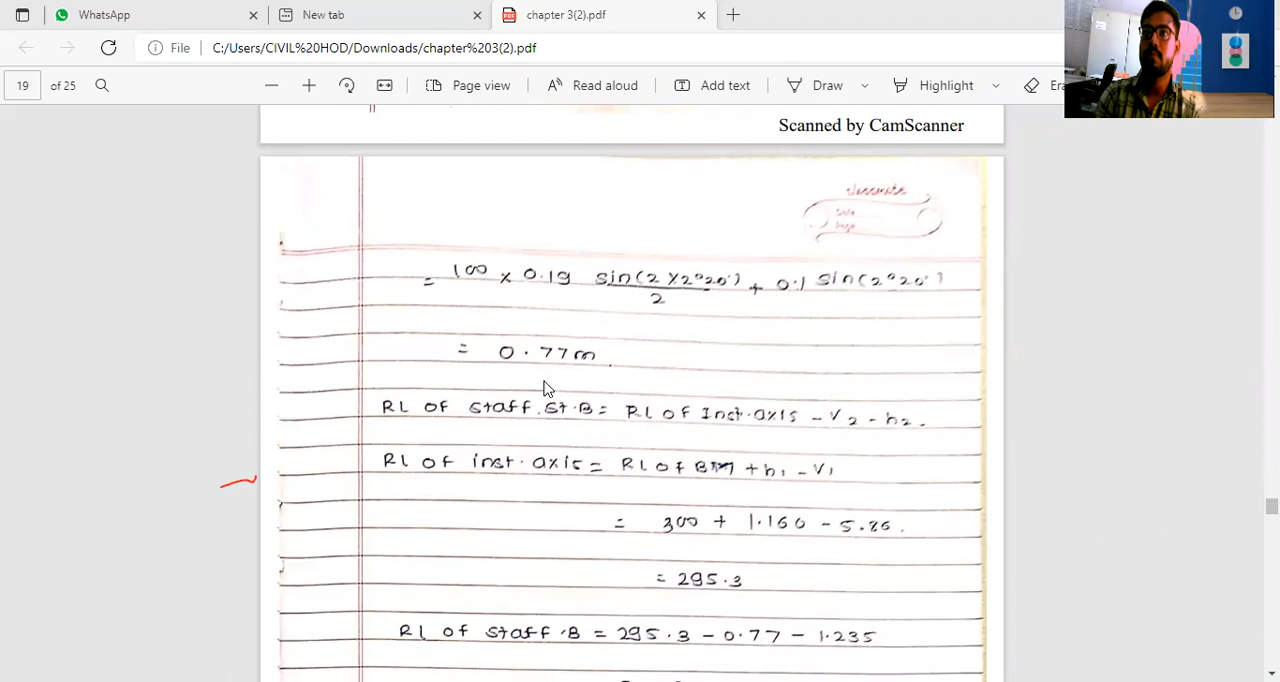 WhatsApp
New tab
chapter 3(2).pdf
File C:/Users/CIVIL%20HOD/Downloads/chapter%203(2).pdf
19 of 25
Page view
Read aloud
Add text
Draw
Highlight
Era
Scanned by CamScanner
classmate
Date
Page
= 100 × 0.19 sin(2×2°20')/2 + 0.1 sin(2°20')
= 0.77m.
RL OF Staff.St.B = RL OF Inst.axis - V2 - h2.
RL OF inst. axis = RL OF BM + h1 - V1
= 300 + 1.160 - 5.86.
= 295.3
RL OF staff.B = 295.3 - 0.77 - 1.235